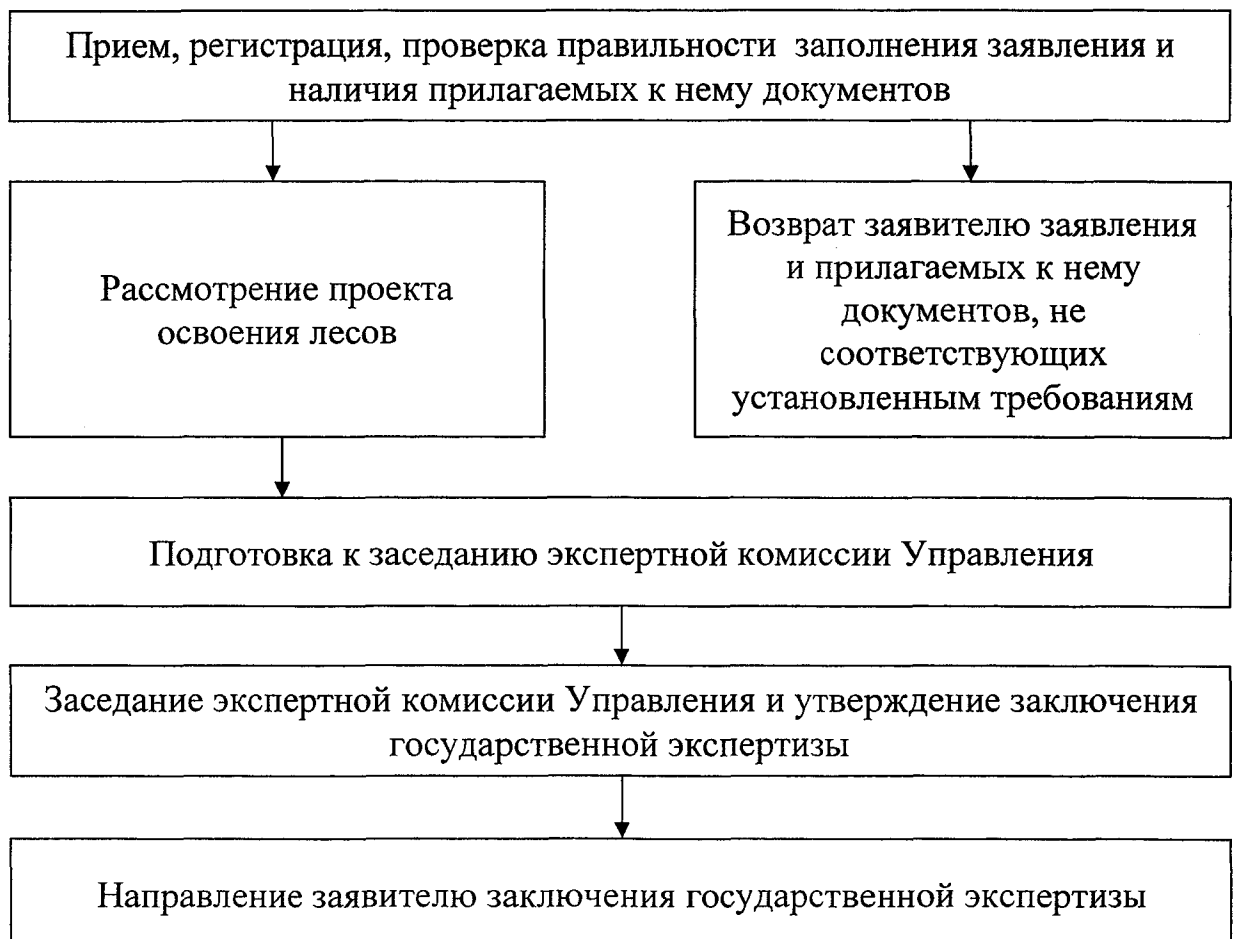 Прием, регистрация, проверка правильности заполнения заявления и
наличия прилагаемых к нему документов
Рассмотрение проекта
освоения лесов
Возврат заявителю заявления
и прилагаемых к нему
документов, не
соответствующих
установленным требованиям
Подготовка к заседанию экспертной комиссии Управления
Заседание экспертной комиссии Управления и утверждение заключения
государственной экспертизы
Направление заявителю заключения государственной экспертизы